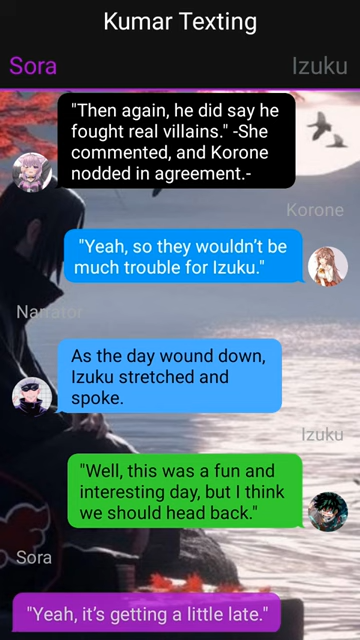 Kumar Texting
Sora
Izuku
"Then again, he did say he
fought real villains." -She
commented, and Korone
nodded in agreement.-
Korone
"Yeah, so they wouldn't be
much trouble for Izuku."
Narrator
As the day wound down,
Izuku stretched and
spoke.
Izuku
"Well, this was a fun and
interesting day, but I think
we should head back."
Sora
"Yeah, it's getting a little late."